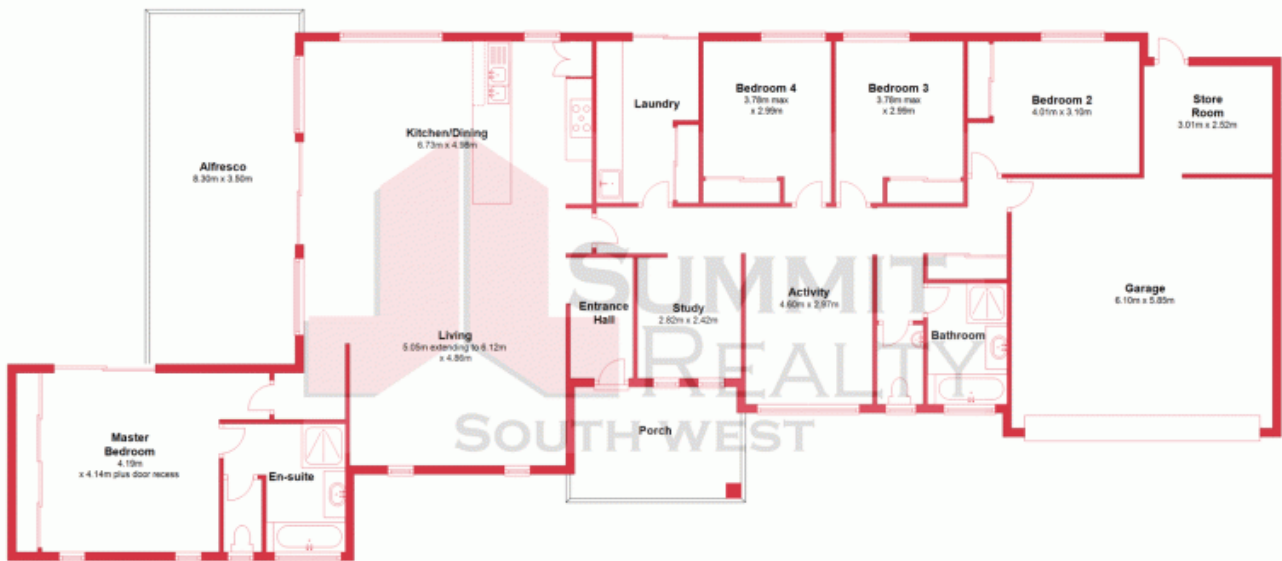 Alfresco
8.30m x 3.50m
Kitchen/Dining
6.73m x 4.98m
Laundry
Bedroom 4
3.78m max
x 2.99m
Bedroom 3
3.78m max
x 2.99m
Bedroom 2
4.01m x 3.10m
Store
Room
3.01m x 2.52m
Living
5.05m extending to 6.12m
x 4.86m
Entrance
Hall
Study
2.82m x 2.42m
Activity
4.60m x 2.97m
Bathroom
Garage
6.10m x 5.85m
Master
Bedroom
4.19m
x 4.14m plus door recess
En-suite
Porch
SUMMIT
REALTY
SOUTH WEST